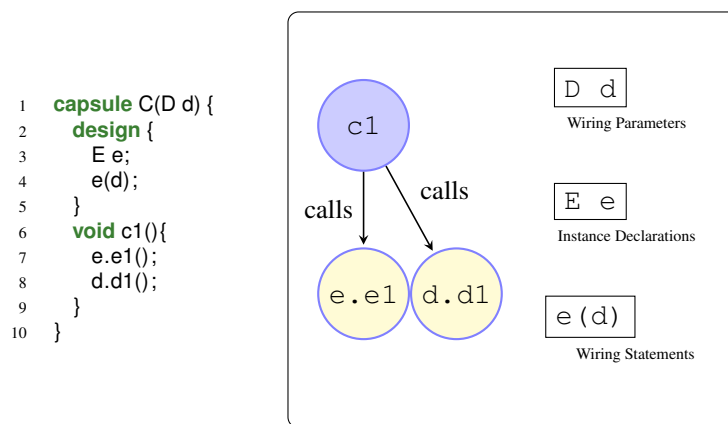 1 capsule C(D d) {
2 design {
3 E e;
4 e(d);
5 }
6 void c1(){
7 e.e1();
8 d.d1();
9 }
10 }
c1
calls
calls
e.e1
d.d1
D d
Wiring Parameters
E e
Instance Declarations
e(d)
Wiring Statements